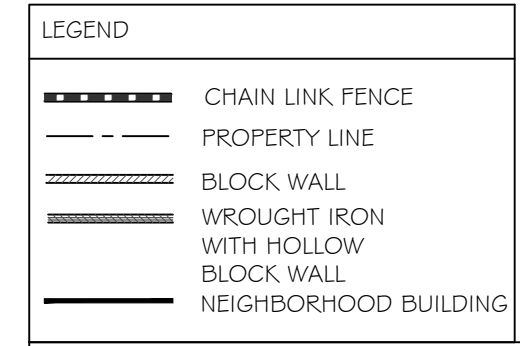 LEGEND
CHAIN LINK FENCE
PROPERTY LINE
BLOCK WALL
WROUGHT IRON
WITH HOLLOW
BLOCK WALL
NEIGHBORHOOD BUILDING